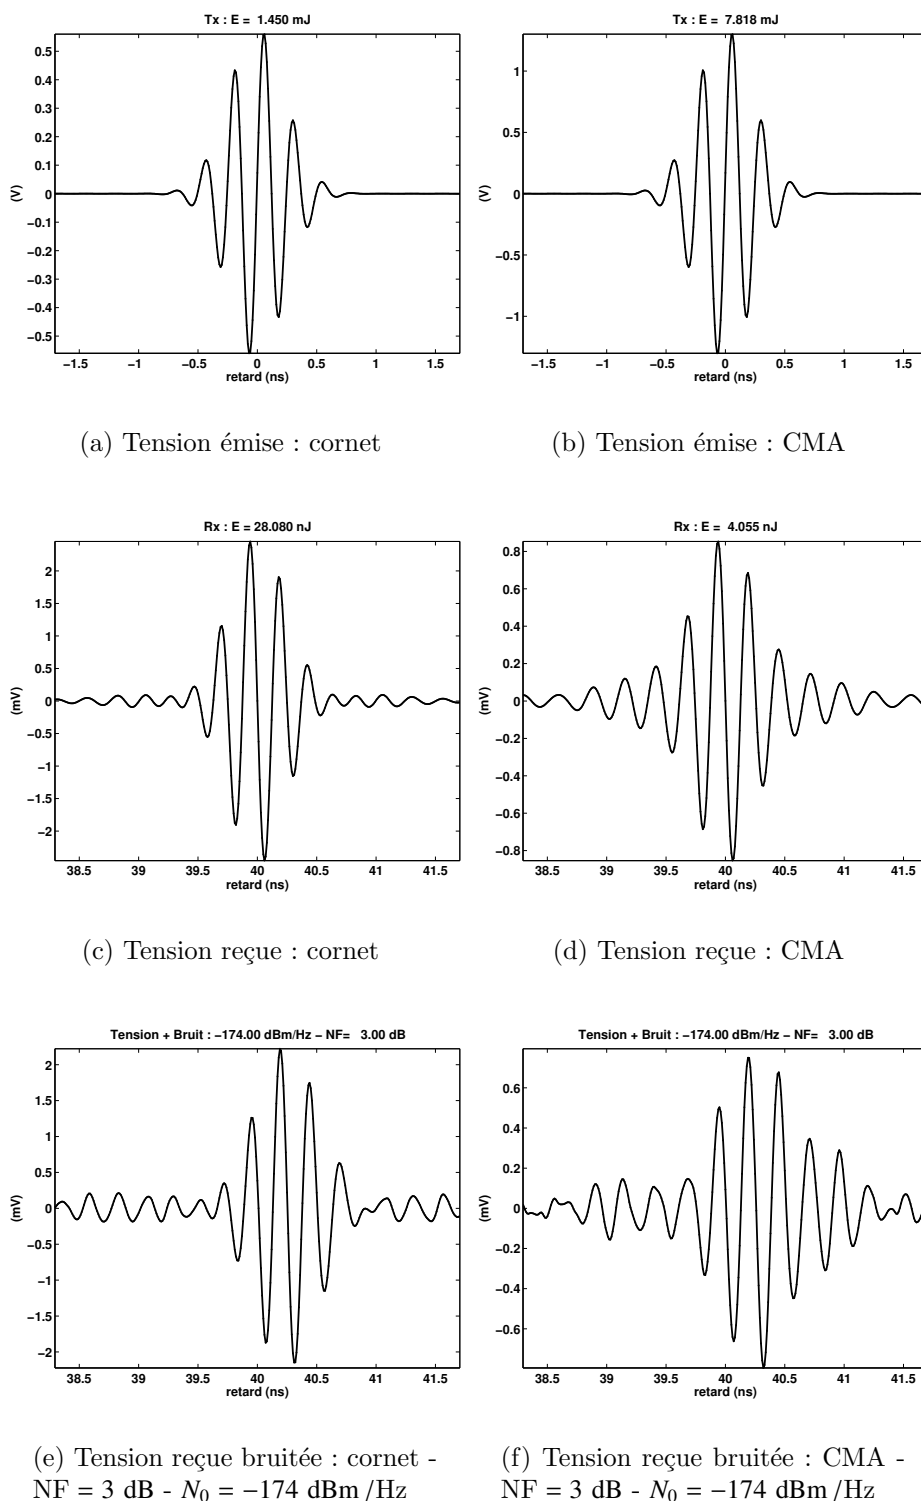 Tx : E = 1.450 mJ
0.5
0.4
0.3
0.2
0.1
0
−0.1
−0.2
−0.3
−0.4
−0.5
(V)
−1.5 −1 −0.5 0 0.5 1 1.5
retard (ns)
(a) Tension émise : cornet
Tx : E = 7.818 mJ
1
0.5
0
−0.5
−1
(V)
−1.5 −1 −0.5 0 0.5 1 1.5
retard (ns)
(b) Tension émise : CMA
Rx : E = 28.080 nJ
2
1.5
1
0.5
0
−0.5
−1
−1.5
−2
(mV)
38.5 39 39.5 40 40.5 41 41.5
retard (ns)
(c) Tension reçue : cornet
Rx : E = 4.055 nJ
0.8
0.6
0.4
0.2
0
−0.2
−0.4
−0.6
−0.8
(mV)
38.5 39 39.5 40 40.5 41 41.5
retard (ns)
(d) Tension reçue : CMA
Tension + Bruit : −174.00 dBm/Hz − NF= 3.00 dB
2
1.5
1
0.5
0
−0.5
−1
−1.5
−2
(mV)
38.5 39 39.5 40 40.5 41 41.5
retard (ns)
(e) Tension reçue bruitée : cornet -
NF = 3 dB - N₀ = −174 dBm /Hz
Tension + Bruit : −174.00 dBm/Hz − NF= 3.00 dB
0.6
0.4
0.2
0
−0.2
−0.4
−0.6
(mV)
38.5 39 39.5 40 40.5 41 41.5
retard (ns)
(f) Tension reçue bruitée : CMA -
NF = 3 dB - N₀ = −174 dBm /Hz